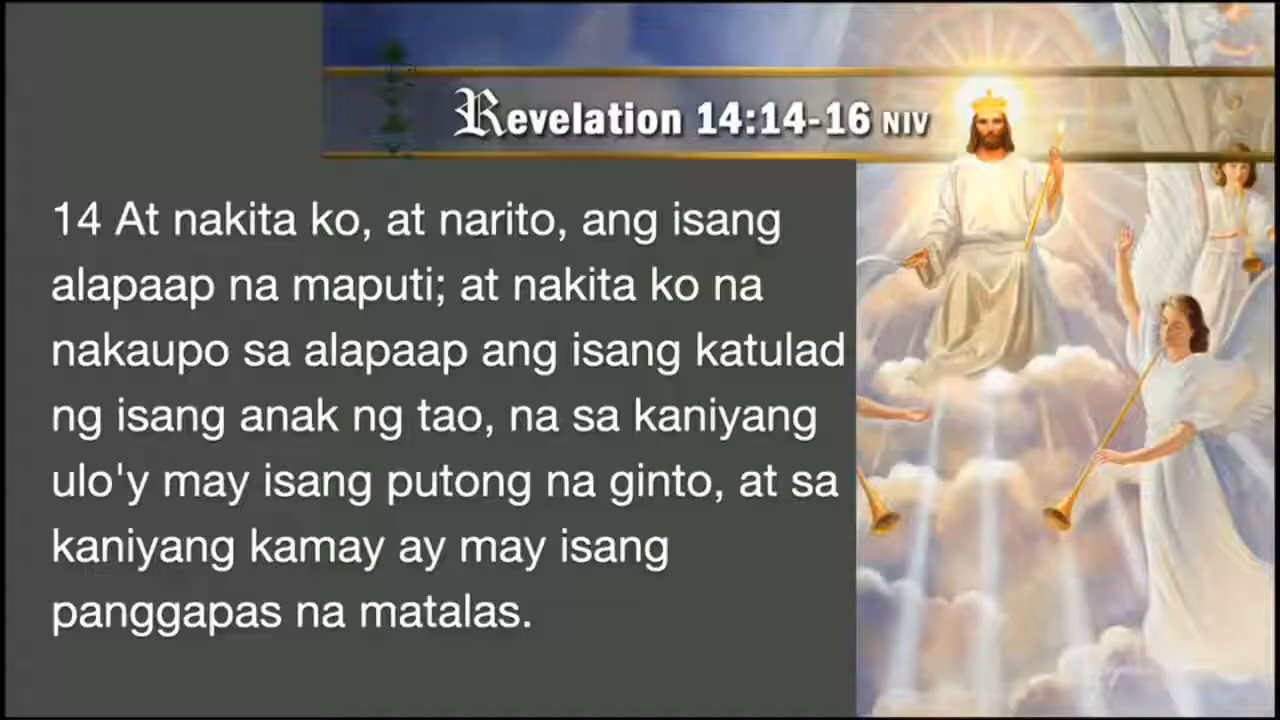 Revelation 14:14-16 NIV
14 At nakita ko, at narito, ang isang
alapaap na maputi; at nakita ko na
nakaupo sa alapaap ang isang katulad
ng isang anak ng tao, na sa kaniyang
ulo'y may isang putong na ginto, at sa
kaniyang kamay ay may isang
panggapas na matalas.